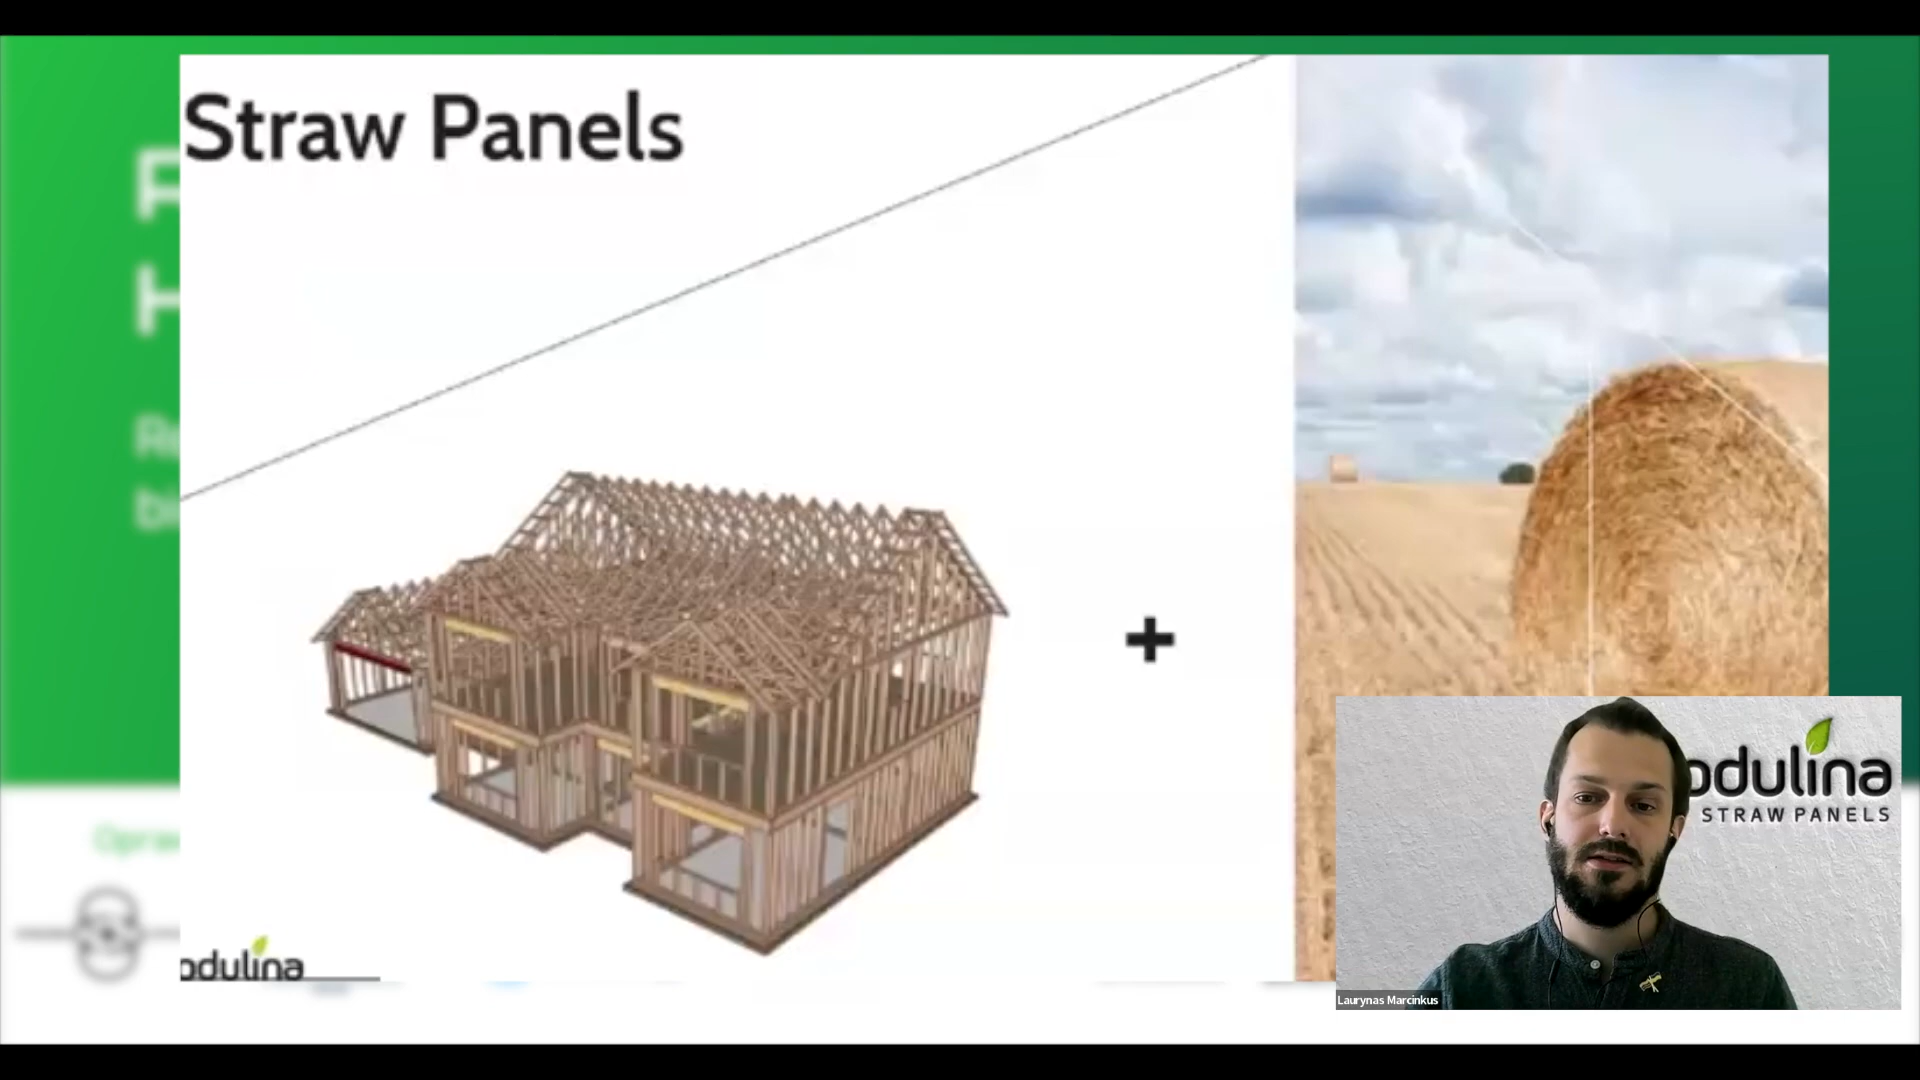 Straw Panels
+
odulina
STRAW PANELS
odulina
Laurynas Marcinkus